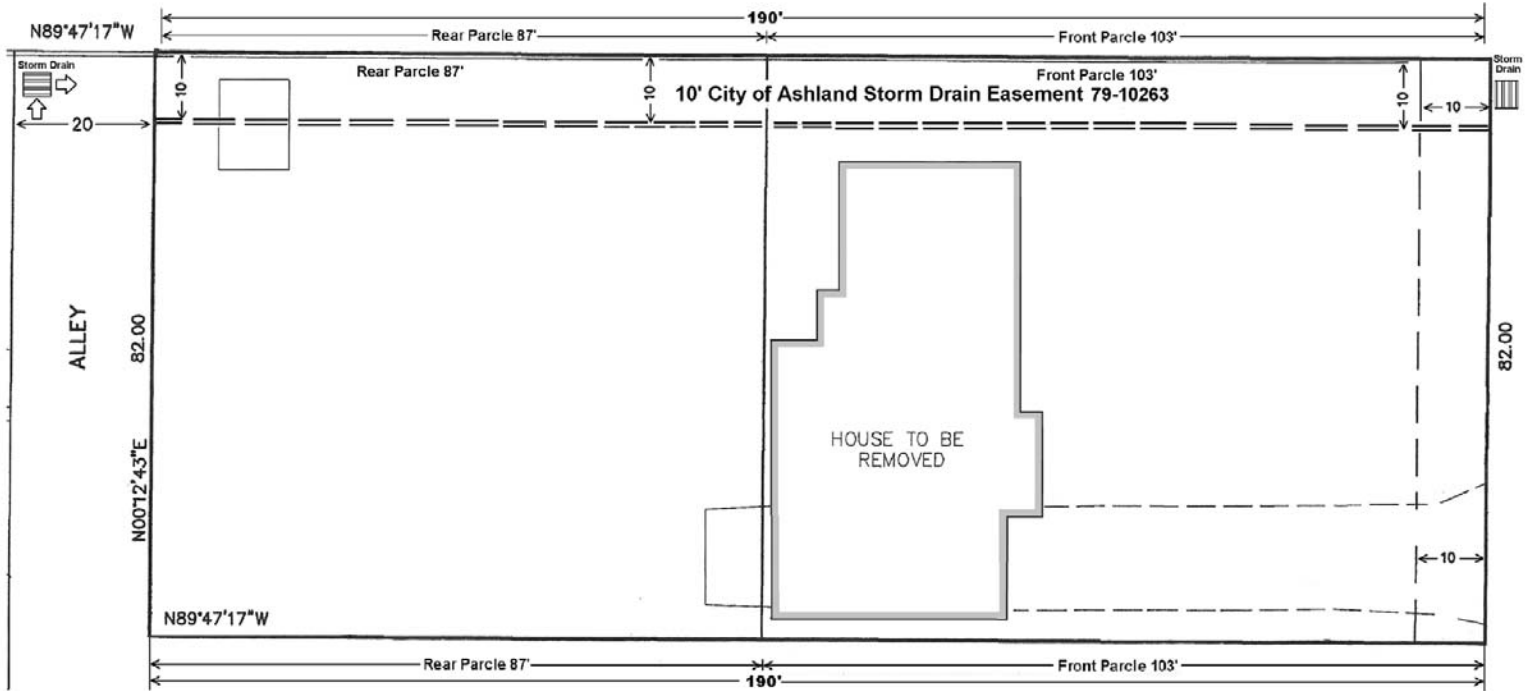 190'
N89°47'17"W
Rear Parcle 87'
Front Parcle 103'
Storm Drain
Storm
Drain
Rear Parcle 87'
Front Parcle 103'
10
10
10
10
10' City of Ashland Storm Drain Easement 79-10263
20
ALLEY
82.00
82.00
HOUSE TO BE
REMOVED
N00°12'43"E
10
N89°47'17"W
Rear Parcle 87'
Front Parcle 103'
190'